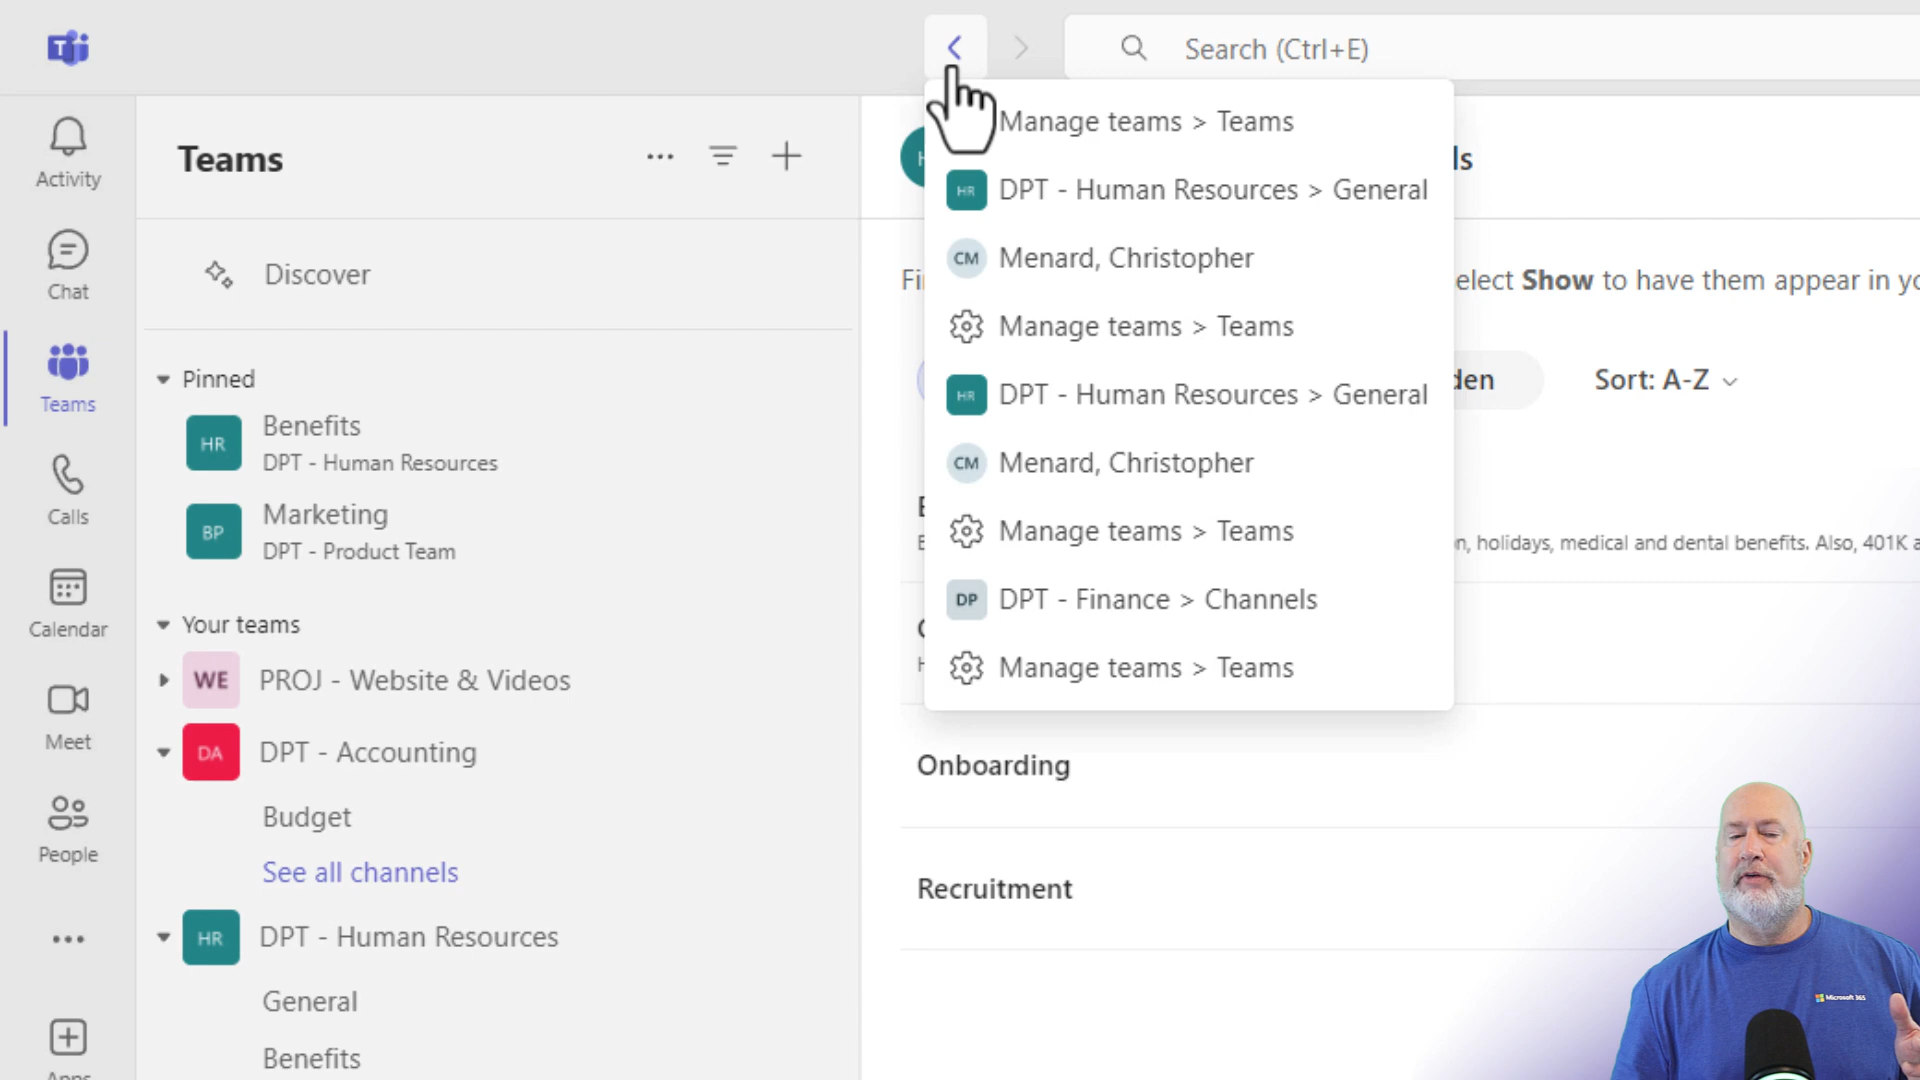 Search (Ctrl+E)
Activity
Chat
Teams
Calls
Calendar
Meet
People
Teams
Discover
Pinned
HR
Benefits
DPT - Human Resources
BP
Marketing
DPT - Product Team
Your teams
WE PROJ - Website & Videos
DA DPT - Accounting
Budget
See all channels
HR DPT - Human Resources
General
Benefits
Manage teams > Teams
HR DPT - Human Resources > General
CM Menard, Christopher
Manage teams > Teams
HR DPT - Human Resources > General
CM Menard, Christopher
Manage teams > Teams
DP DPT - Finance > Channels
Manage teams > Teams
Show to have them appear in
Sort: A-Z
holidays, medical and dental benefits. Also, 401K
Onboarding
Recruitment
Microsoft 365